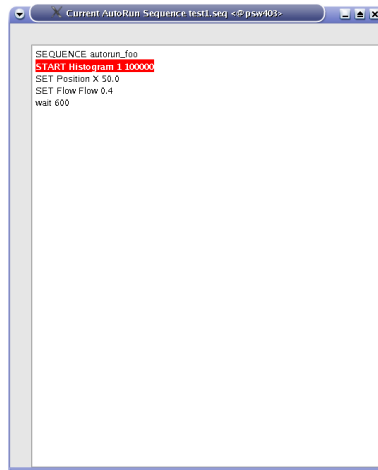 Current AutoRun Sequence test1.seq <@psw403>
SEQUENCE autorun_foo
START Histogram 1 100000
SET Position X 50.0
SET Flow Flow 0.4
wait 600